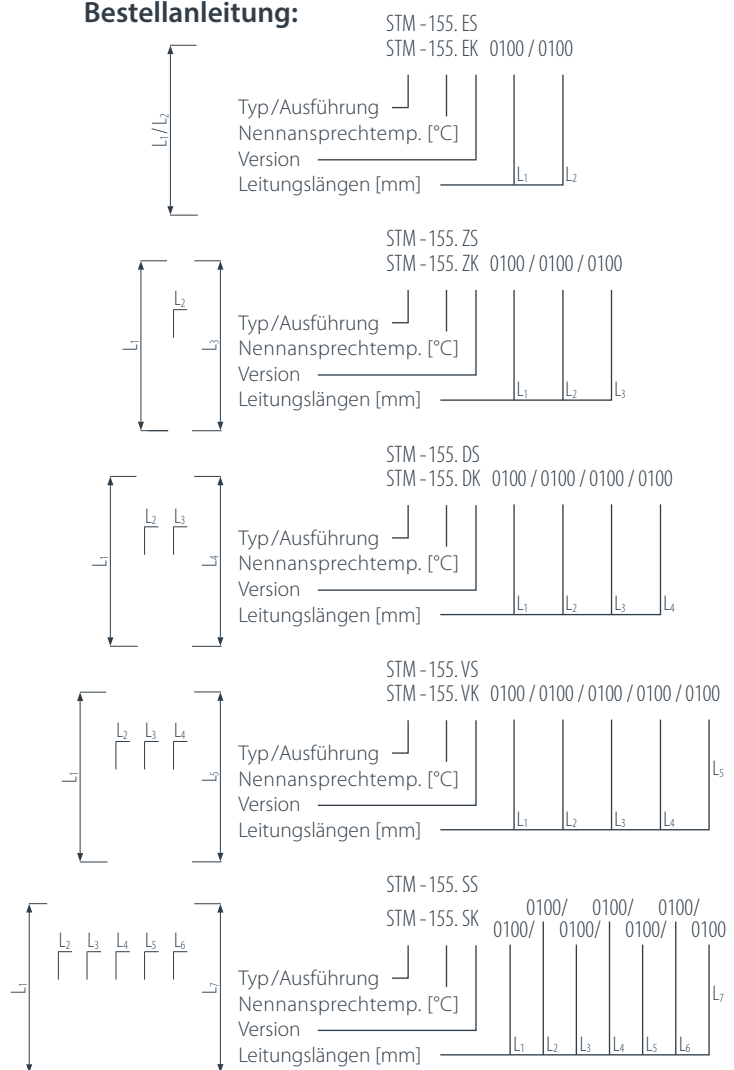 Bestellanleitung:
STM - 155. ES
STM - 155. EK 0100 / 0100
L1 / L2
Typ/Ausführung
Nennansprechtemp. [°C]
Version
Leitungslängen [mm]
L1 L2
STM - 155. ZS
STM - 155. ZK 0100 / 0100 / 0100
L1 L2 L3
Typ/Ausführung
Nennansprechtemp. [°C]
Version
Leitungslängen [mm]
L1 L2 L3
STM - 155. DS
STM - 155. DK 0100 / 0100 / 0100 / 0100
L1 L2 L3 L4
Typ/Ausführung
Nennansprechtemp. [°C]
Version
Leitungslängen [mm]
L1 L2 L3 L4
STM - 155. VS
STM - 155. VK 0100 / 0100 / 0100 / 0100 / 0100
L1 L2 L3 L4 L5
Typ/Ausführung
Nennansprechtemp. [°C]
Version
Leitungslängen [mm]
L1 L2 L3 L4 L5
STM - 155. SS
STM - 155. SK 0100/ 0100/ 0100/ 0100/ 0100/ 0100/ 0100
L1 L2 L3 L4 L5 L6 L7
Typ/Ausführung
Nennansprechtemp. [°C]
Version
Leitungslängen [mm]
L1 L2 L3 L4 L5 L6 L7